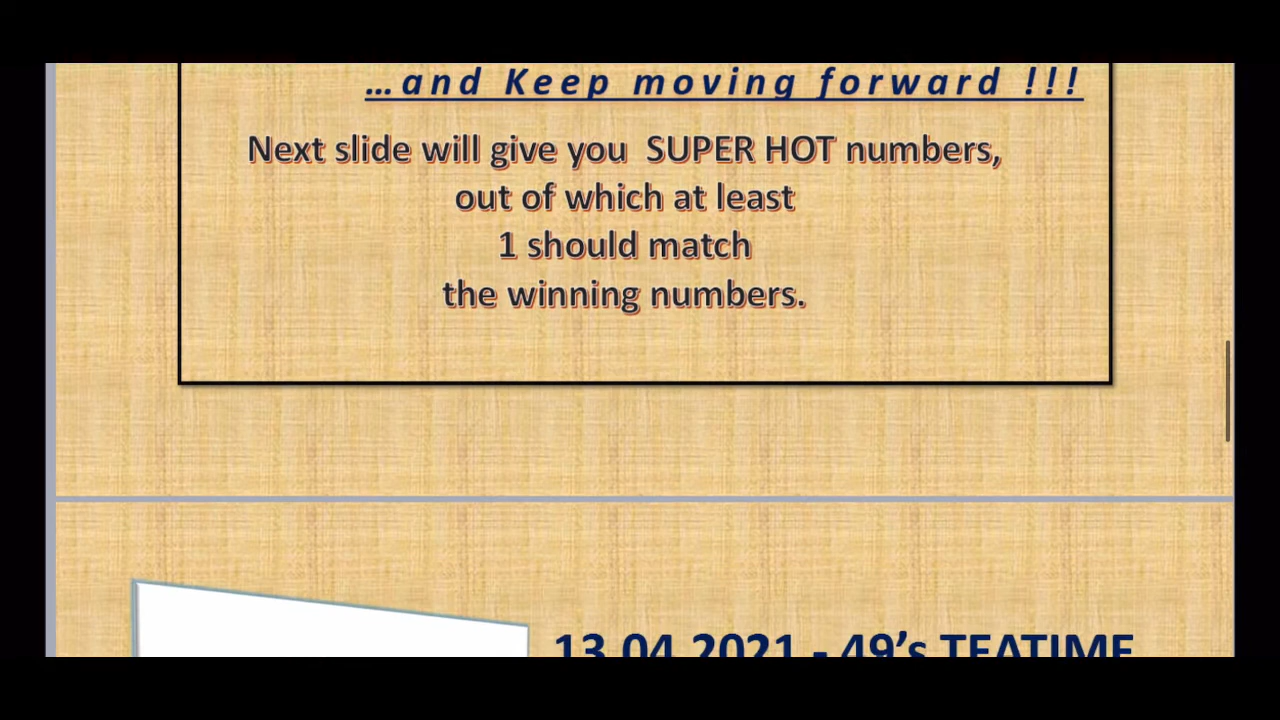 ...and Keep moving forward !!!
Next slide will give you SUPER HOT numbers,
out of which at least
1 should match
the winning numbers.
13.04.2021 - 49’s TEATIME